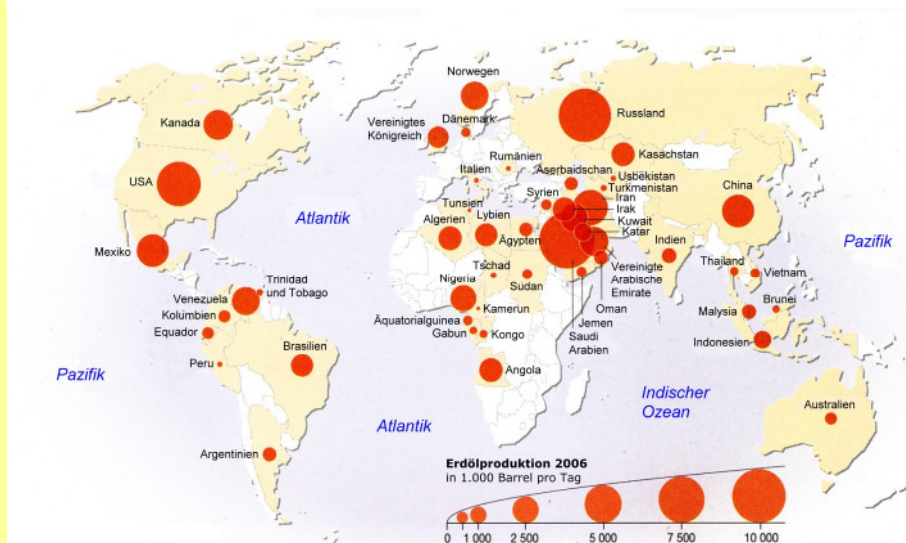 Norwegen
Dänemark
Vereinigtes
Königreich
Kanada
Russland
Kasachstan
Rumänien
Italien
Aserbaidschan
Usbekistan
Turkmenistan
USA
Iran
Syrien
Irak
Tunsien
Kuwait
Algerien
Lybien
Katar
China
Atlantik
Ägypten
Mexiko
Indien
Pazifik
Thailand
Vietnam
Vereinigte
Arabische
Emirate
Tschad
Sudan
Nigeria
Trinidad
und Tobago
Venezuela
Kolumbien
Kamerun
Oman
Brunei
Malysia
Jemen
Saudi
Arabien
Äquatorialguinea
Gabun
Kongo
Equador
Indonesien
Brasilien
Peru
Angola
Pazifik
Indischer
Ozean
Australien
Atlantik
Argentinien
Erdölproduktion 2006
in 1.000 Barrel pro Tag
0 1 000 2 500 5 000 7 500 10 000